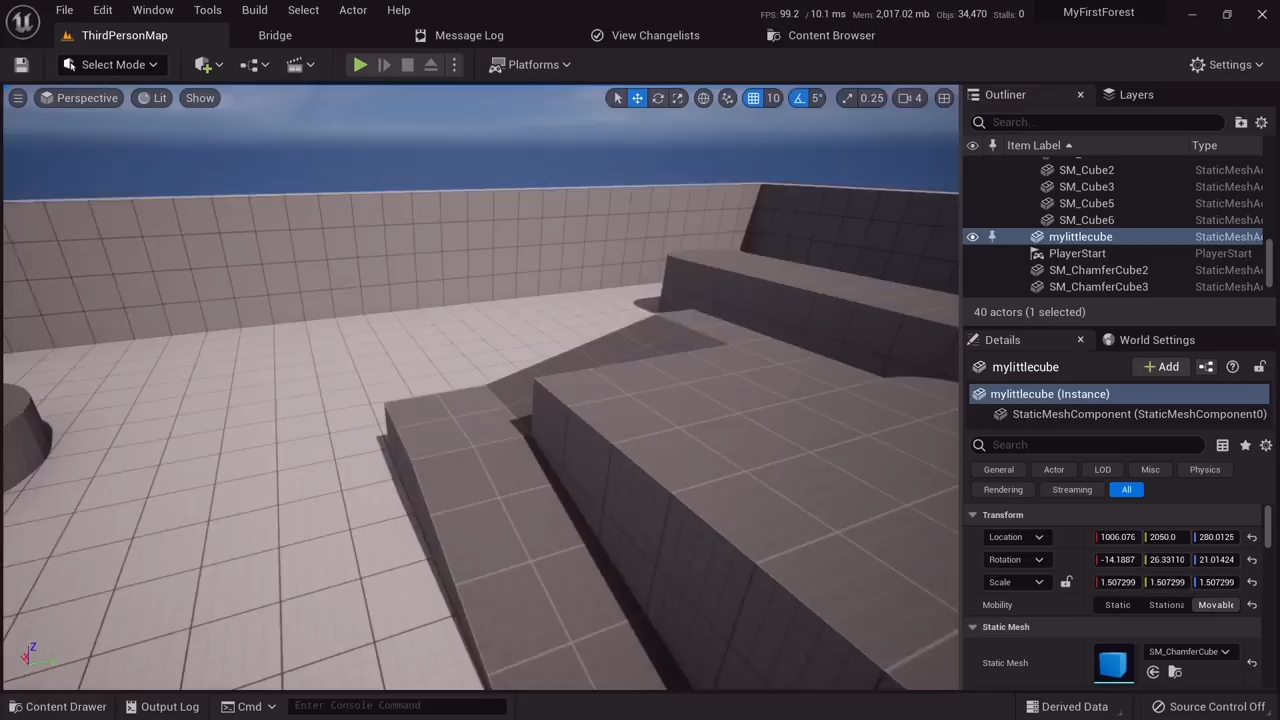 File Edit Window Tools Build Select Actor Help
FPS: 99.2 / 10.1 ms Mem: 2,017.02 mb Objs: 34,470 Stalls: 0
MyFirstForest
ThirdPersonMap
Bridge
Message Log
View Changelists
Content Browser
Select Mode
Platforms
Settings
Perspective
Lit
Show
10
5°
0.25
4
Outliner
Layers
Search...
Item Label
Type
SM_Cube2 StaticMeshA
SM_Cube3 StaticMeshA
SM_Cube5 StaticMeshA
SM_Cube6 StaticMeshA
mylittlecube StaticMeshA
PlayerStart PlayerStart
SM_ChamferCube2 StaticMeshA
SM_ChamferCube3 StaticMeshA
40 actors (1 selected)
Details
World Settings
mylittlecube
Add
mylittlecube (Instance)
StaticMeshComponent (StaticMeshComponent0)
Search
General Actor LOD Misc Physics
Rendering Streaming All
Transform
Location 1006.076 2050.0 280.0125
Rotation -14.1887 26.33110 21.01424
Scale 1.507299 1.507299 1.507299
Mobility Static Stationa Movable
Static Mesh
Static Mesh SM_ChamferCube
Z
Content Drawer
Output Log
Cmd
Enter Console Command
Derived Data
Source Control Off